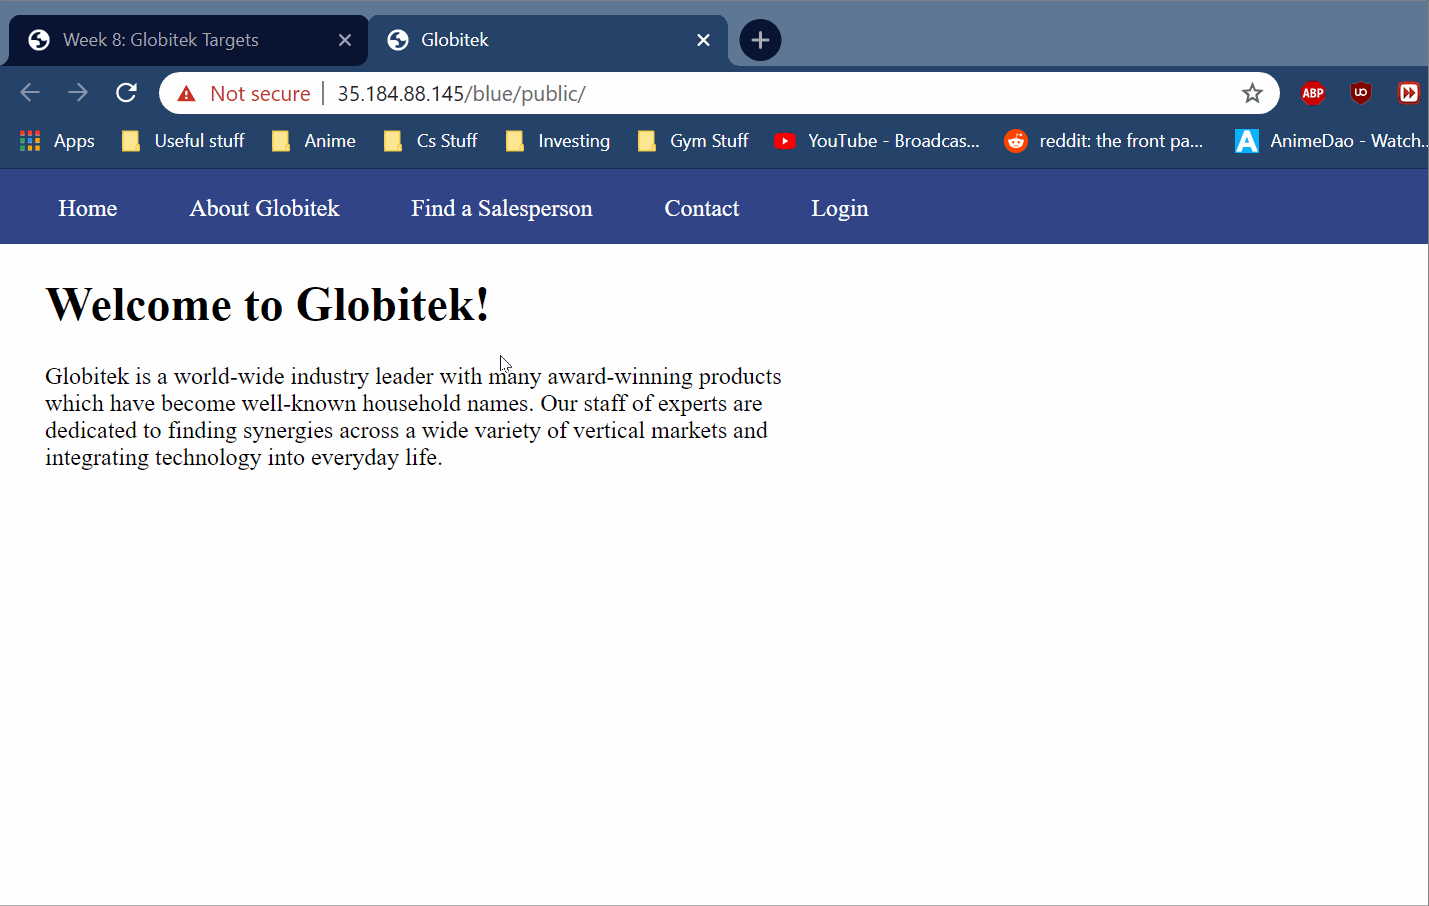 Week 8: Globitek Targets
Globitek
Not secure 35.184.88.145/blue/public/
ABP
UO
Apps Useful stuff Anime Cs Stuff Investing Gym Stuff YouTube - Broadcas... reddit: the front pa... A AnimeDao - Watch...
Home About Globitek Find a Salesperson Contact Login
Welcome to Globitek!
Globitek is a world-wide industry leader with many award-winning products
which have become well-known household names. Our staff of experts are
dedicated to finding synergies across a wide variety of vertical markets and
integrating technology into everyday life.